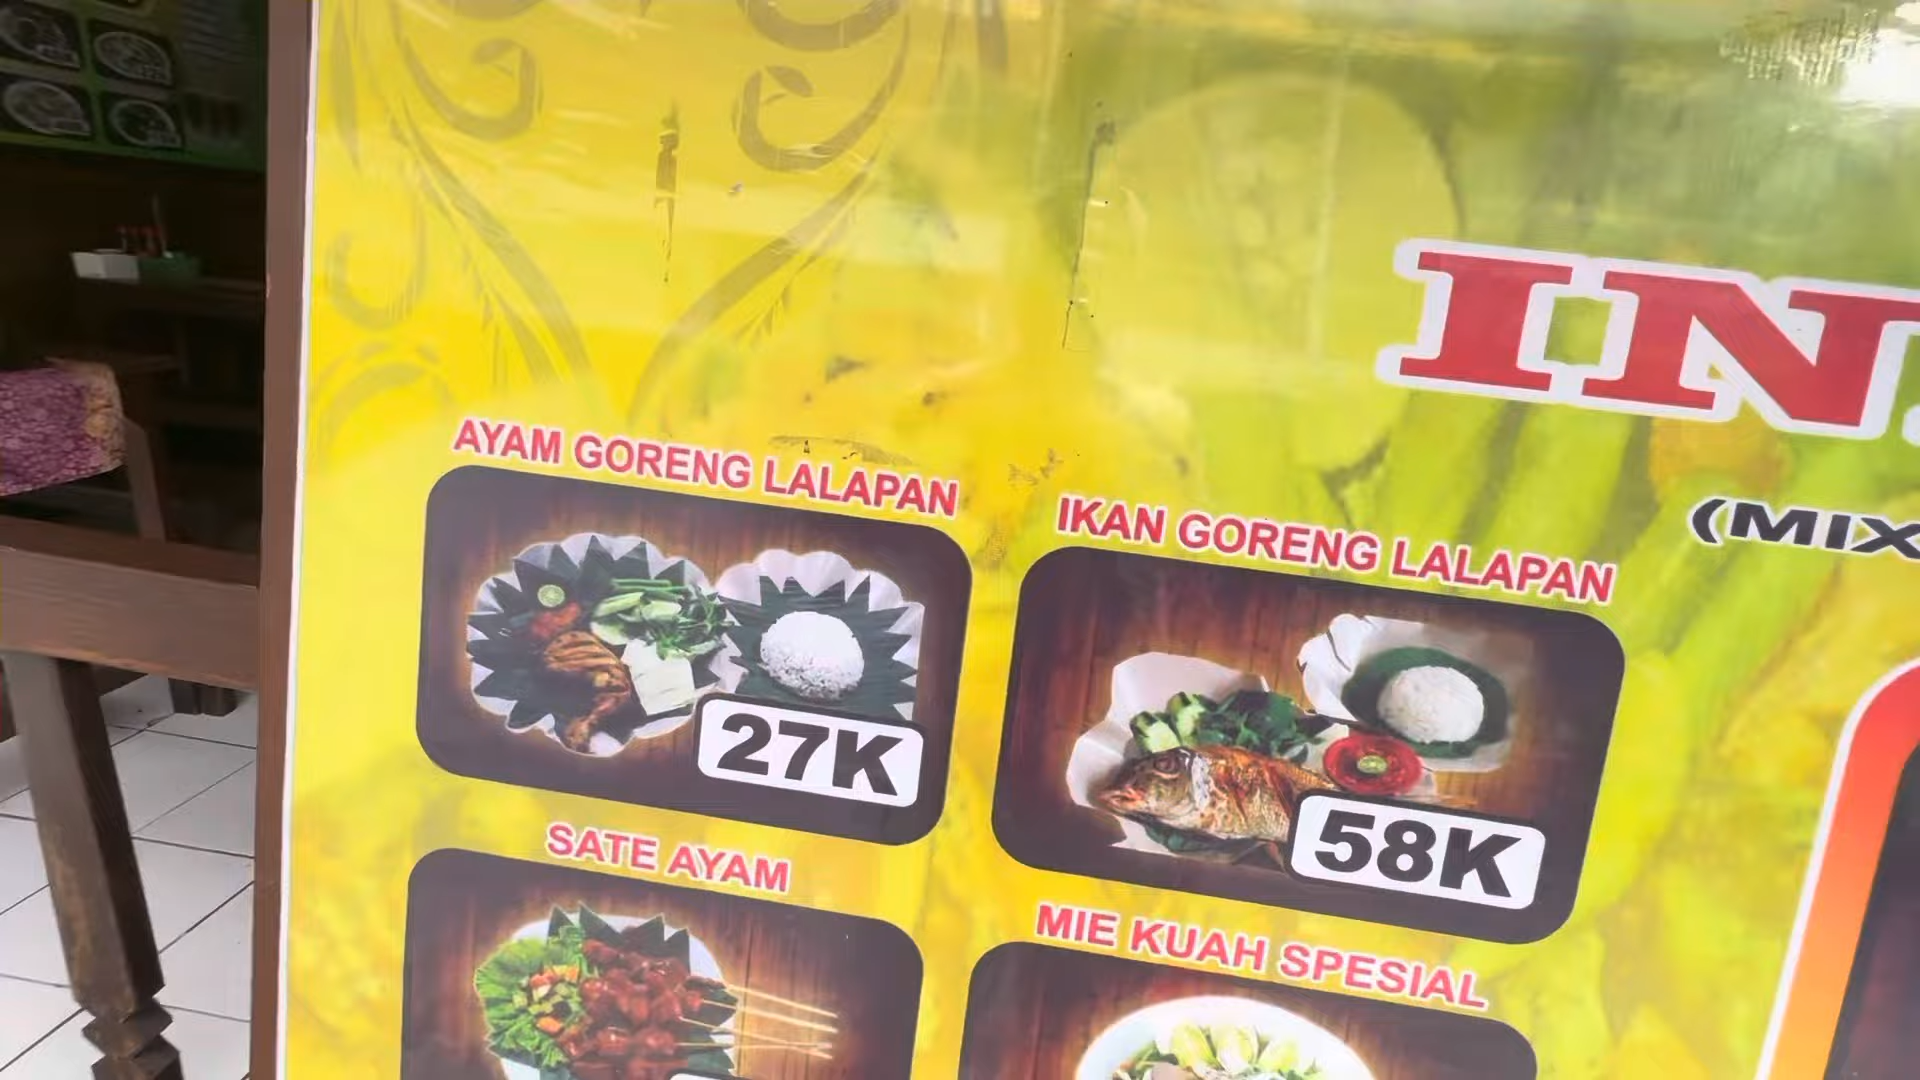 IN
(MIX
AYAM GORENG LALAPAN
IKAN GORENG LALAPAN
27K
58K
SATE AYAM
MIE KUAH SPESIAL